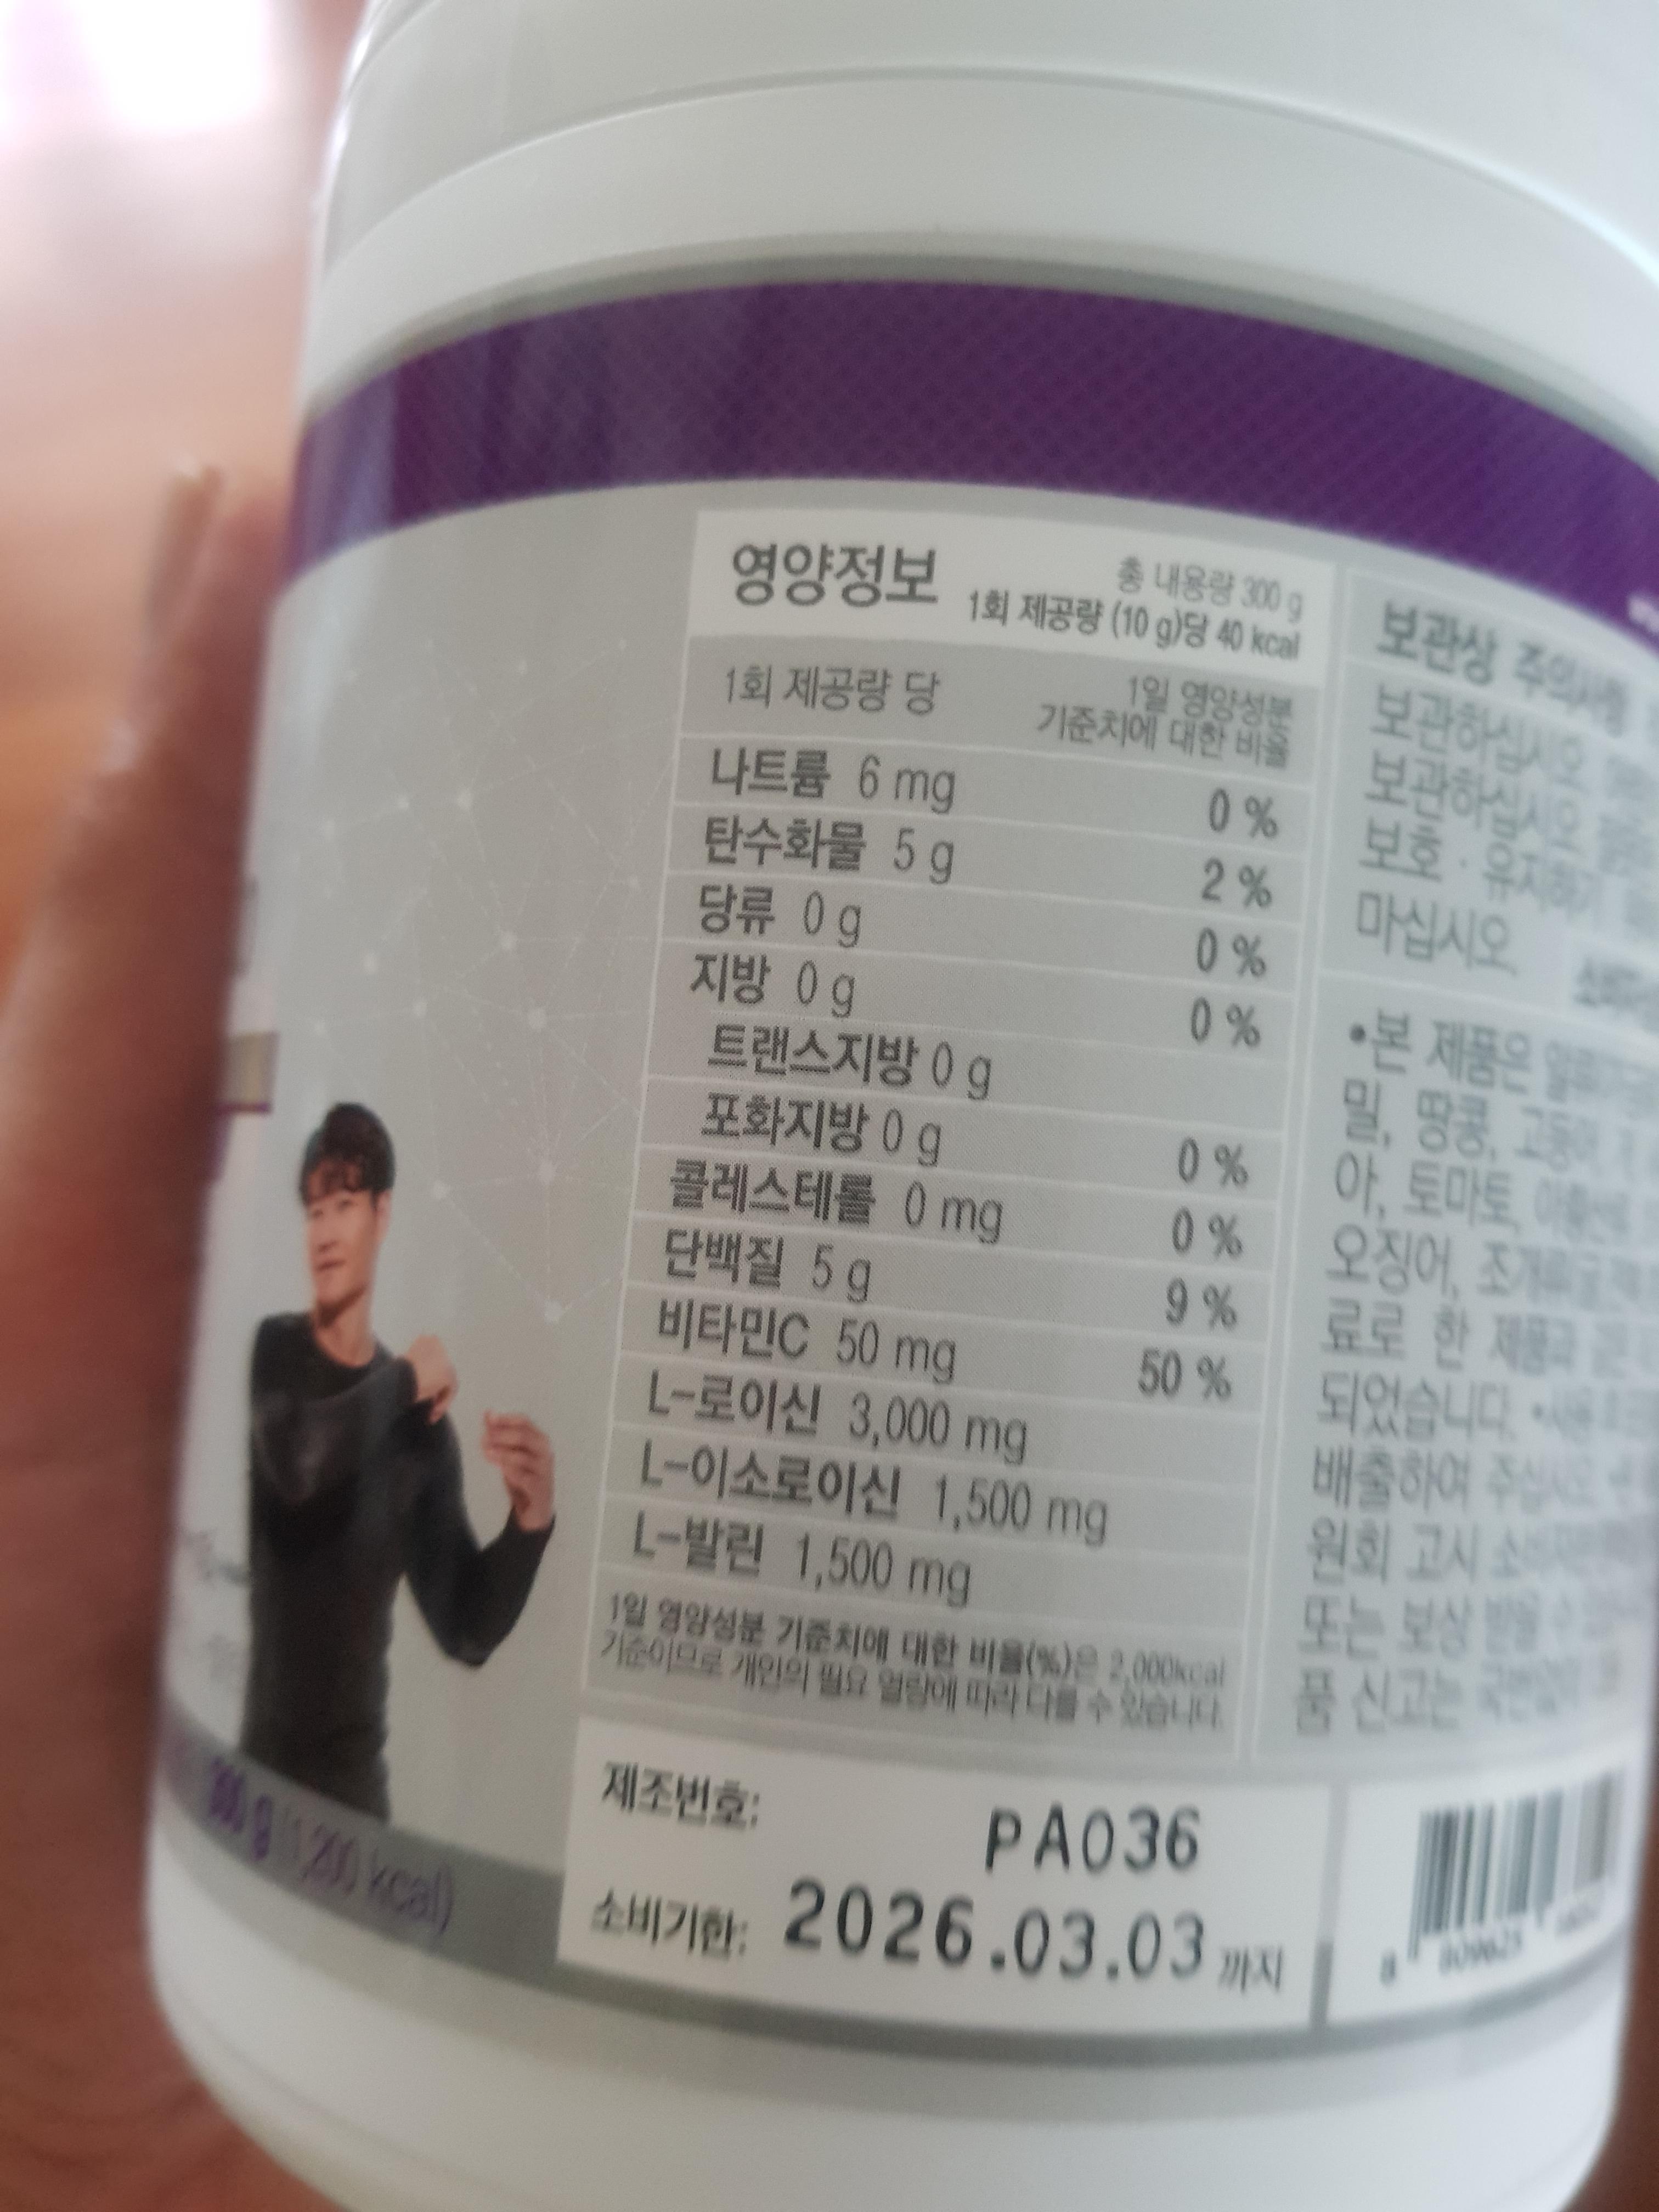 영양정보
총 내용량 300 g
1회 제공량 (10 g)당 40 kcal
1회 제공량 당
1일 영양성분
기준치에 대한 비율
나트륨 6 mg 0 %
탄수화물 5 g 2 %
당류 0 g 0 %
지방 0 g 0 %
트랜스지방 0 g
포화지방 0 g 0 %
콜레스테롤 0 mg 0 %
단백질 5 g 9 %
비타민C 50 mg 50 %
L-로이신 3,000 mg
L-이소로이신 1,500 mg
L-발린 1,500 mg
1일 영양성분 기준치에 대한 비율(%)은 2,000kcal
기준이므로 개인의 필요 열량에 따라 다를 수 있습니다.
제조번호: PA036
소비기한: 2026.03.03 까지
보관상 주의사항
보관하십시오
보관하십시오
보호·유지하기
마십시오
•본 제품은
밀, 땅콩,
아, 토마토,
오징어,
료로 한 제품과
되었습니다.
배출하여 주십시오
원회 고시
또는 보상 받을 수
품 신고는
g (1,200 kcal)
8 809625